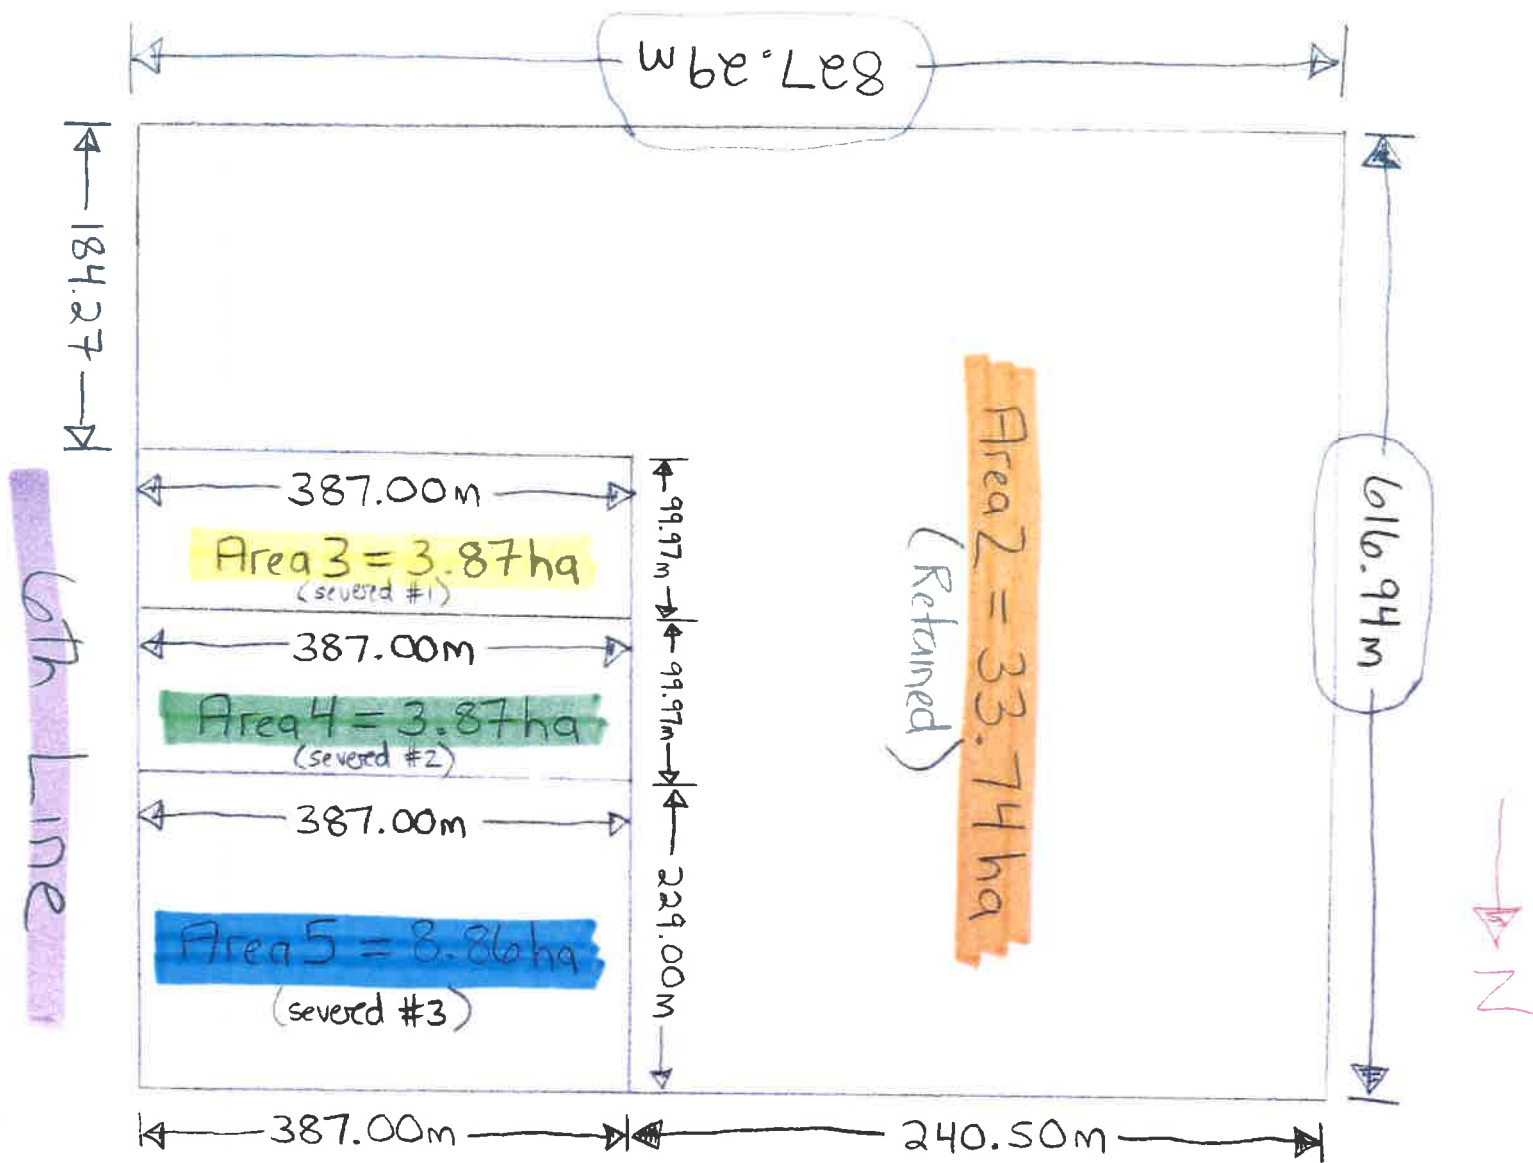 827.29m
184.27
616.94m
387.00m
99.97m
Area 3 = 3.87ha
(severed #1)
387.00m
99.97m
Area 4 = 3.87ha
(severed #2)
387.00m
229.00m
Area 5 = 8.86ha
(severed #3)
Area 2 = 33.74ha
(Retained)
6th Line
N
387.00m
240.50m